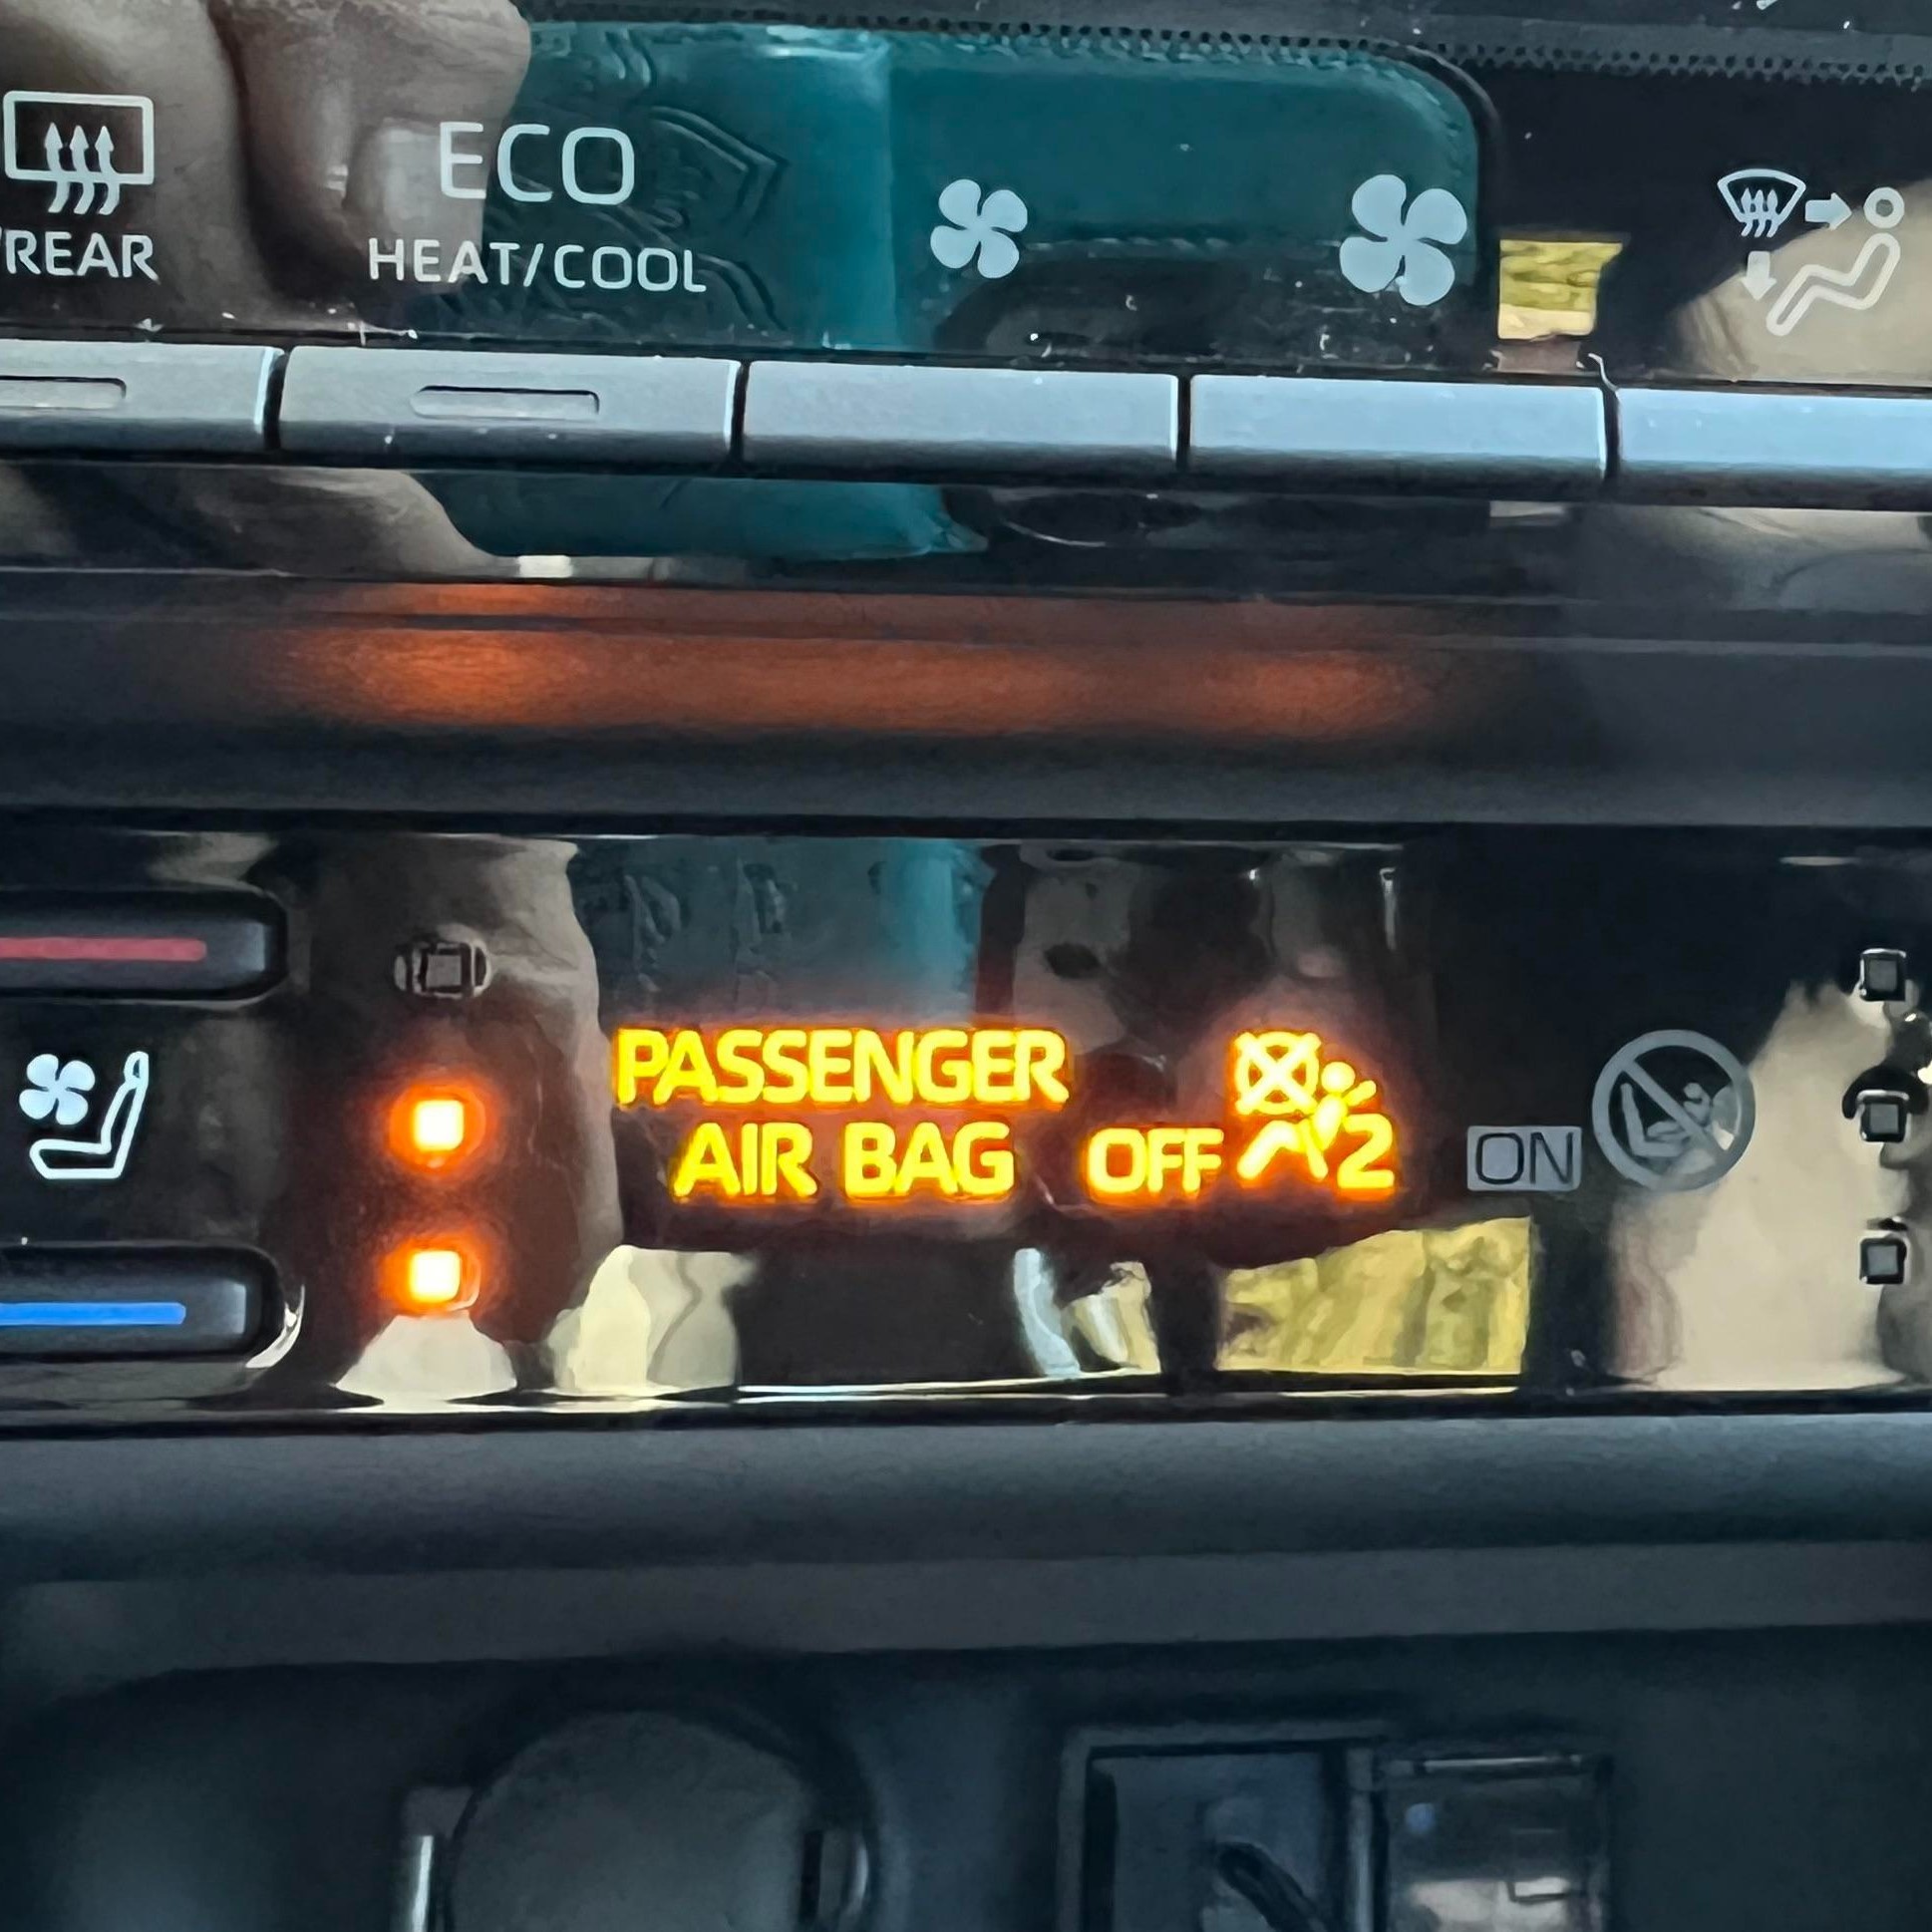 /REAR
ECO
HEAT/COOL
PASSENGER
AIR BAG OFF 2 ON